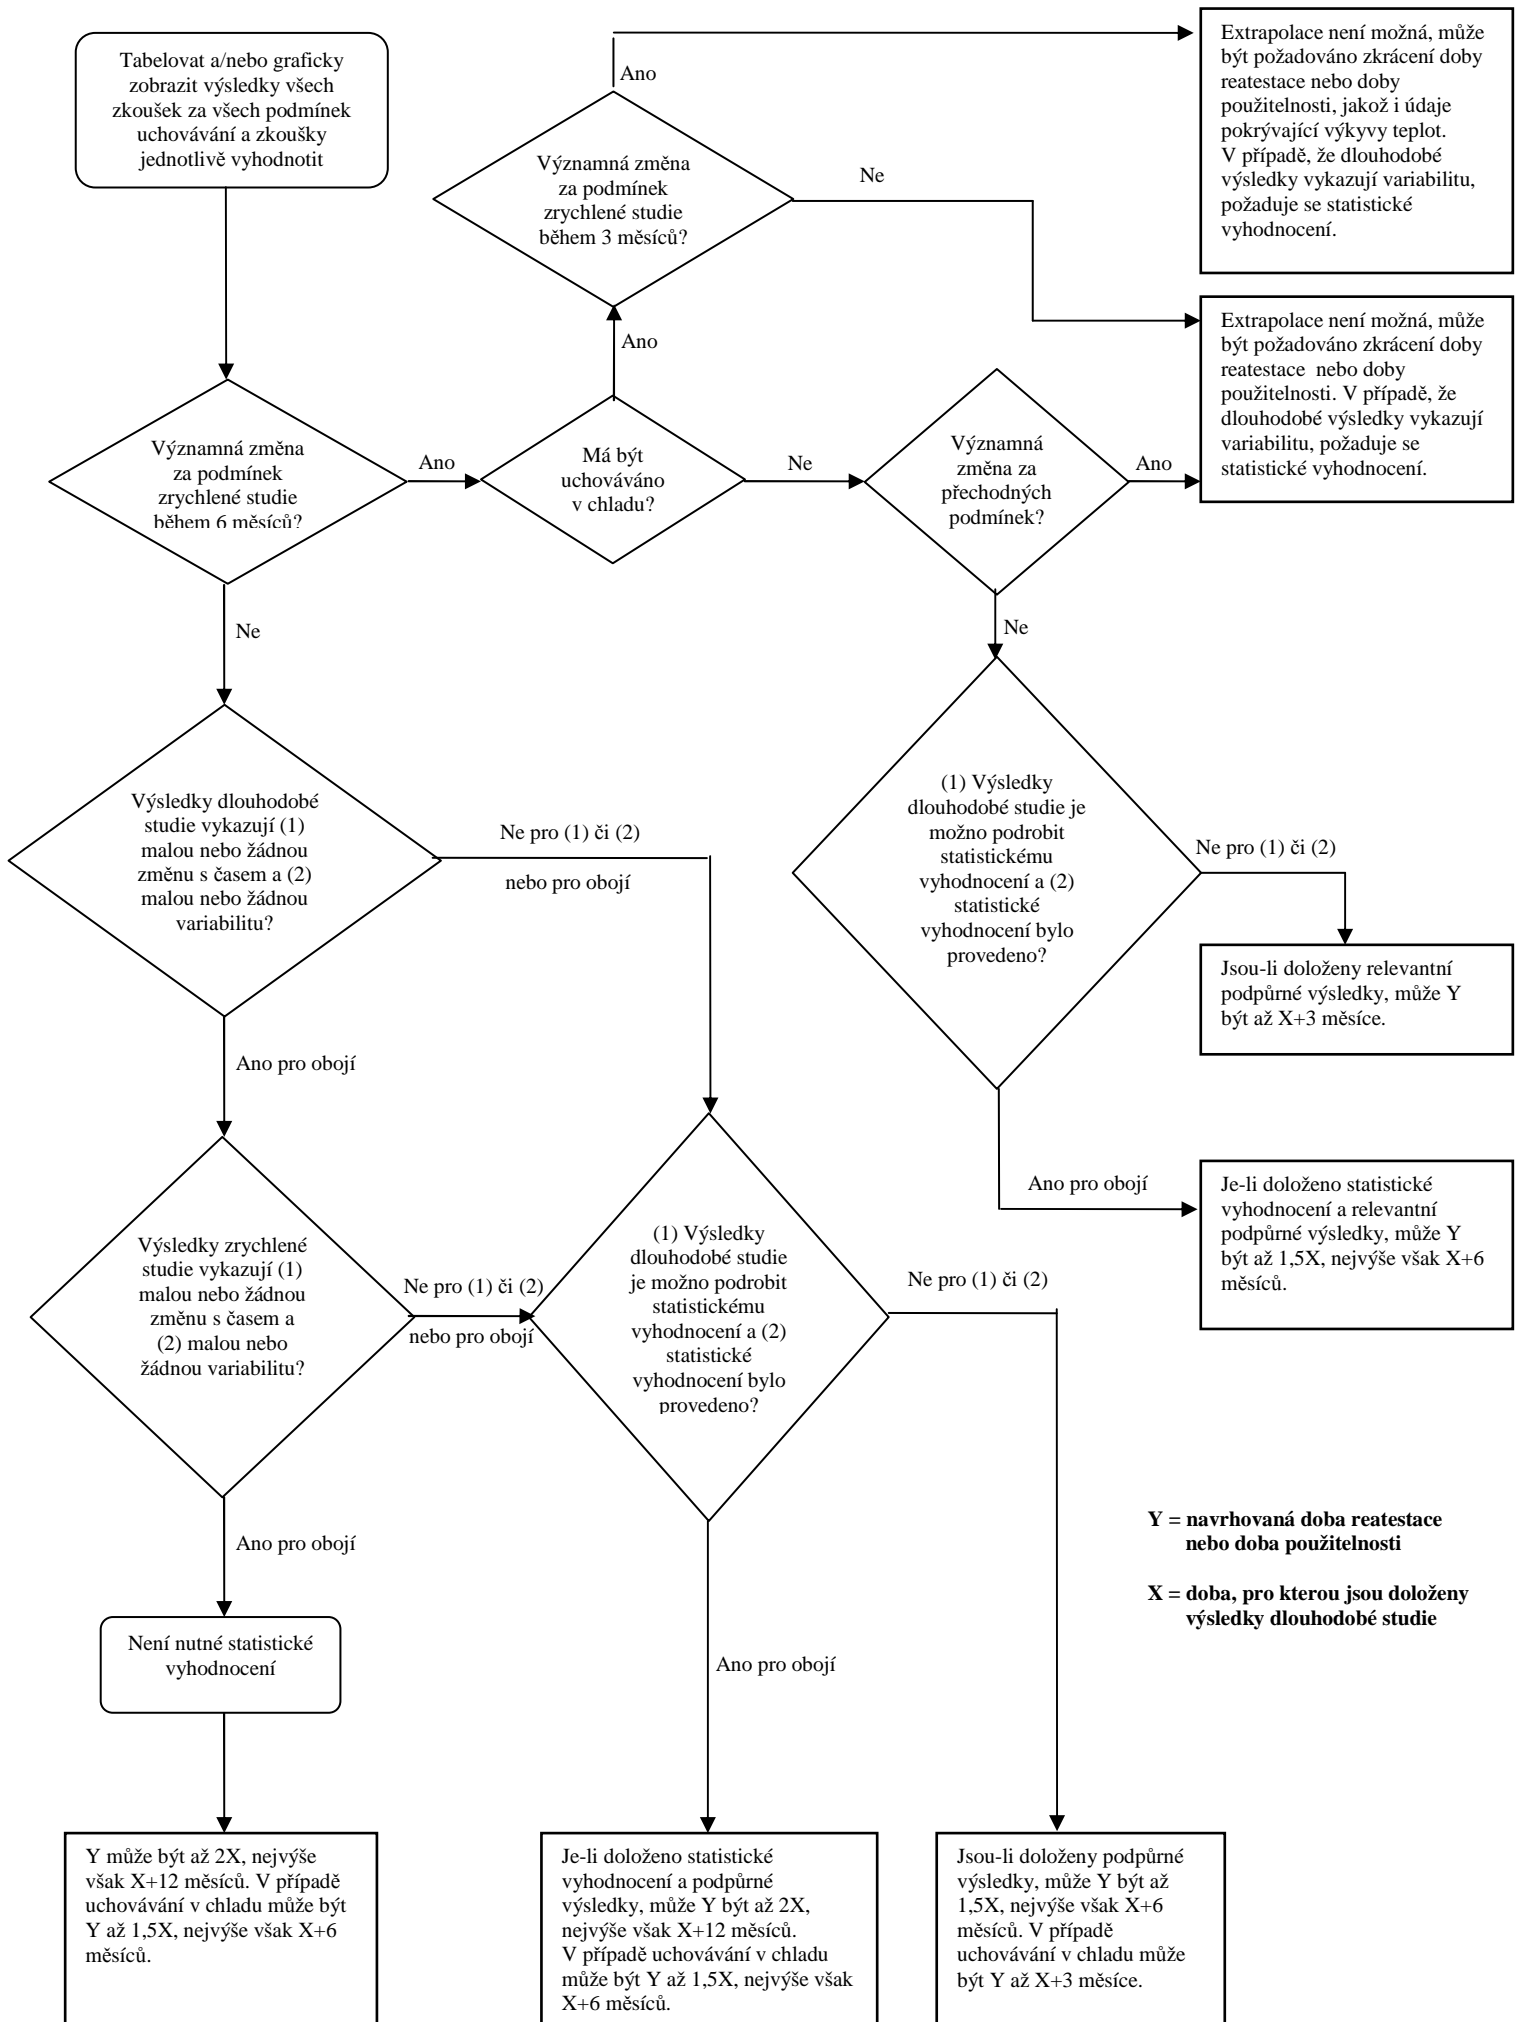 Tabelovat a/nebo graficky
zobrazit výsledky všech
zkoušek za všech podmínek
uchovávání a zkoušky
jednotlivě vyhodnotit
Ano
Významná změna
za podmínek
zrychlené studie
během 3 měsíců?
Ne
Extrapolace není možná, může
být požadováno zkrácení doby
reatestace nebo doby
použitelnosti, jakož i údaje
pokrývající výkyvy teplot.
V případě, že dlouhodobé
výsledky vykazují variabilitu,
požaduje se statistické
vyhodnocení.
Extrapolace není možná, může
být požadováno zkrácení doby
reatestace nebo doby
použitelnosti. V případě, že
dlouhodobé výsledky vykazují
variabilitu, požaduje se
statistické vyhodnocení.
Ano
Významná změna
za podmínek
zrychlené studie
během 6 měsíců?
Ano
Má být
uchováváno
v chladu?
Ne
Významná
změna za
přechodných
podmínek?
Ano
Ne
Ne
Výsledky dlouhodobé
studie vykazují (1)
malou nebo žádnou
změnu s časem a (2)
malou nebo žádnou
variabilitu?
Ne pro (1) či (2)
nebo pro obojí
(1) Výsledky
dlouhodobé studie je
možno podrobit
statistickému
vyhodnocení a (2)
statistické
vyhodnocení bylo
provedeno?
Ne pro (1) či (2)
Jsou-li doloženy relevantní
podpůrné výsledky, může Y
být až X+3 měsíce.
Ano pro obojí
Ano pro obojí
Je-li doloženo statistické
vyhodnocení a relevantní
podpůrné výsledky, může Y
být až 1,5X, nejvýše však X+6
měsíců.
Výsledky zrychlené
studie vykazují (1)
malou nebo žádnou
změnu s časem a
(2) malou nebo
žádnou variabilitu?
Ne pro (1) či (2)
nebo pro obojí
(1) Výsledky
dlouhodobé studie
je možno podrobit
statistickému
vyhodnocení a (2)
statistické
vyhodnocení bylo
provedeno?
Ne pro (1) či (2)
Y = navrhovaná doba reatestace
nebo doba použitelnosti
X = doba, pro kterou jsou doloženy
výsledky dlouhodobé studie
Ano pro obojí
Není nutné statistické
vyhodnocení
Ano pro obojí
Y může být až 2X, nejvýše
však X+12 měsíců. V případě
uchovávání v chladu může být
Y až 1,5X, nejvýše však X+6
měsíců.
Je-li doloženo statistické
vyhodnocení a podpůrné
výsledky, může Y být až 2X,
nejvýše však X+12 měsíců.
V případě uchovávání v chladu
může být Y až 1,5X, nejvýše však
X+6 měsíců.
Jsou-li doloženy podpůrné
výsledky, může Y být až
1,5X, nejvýše však X+6
měsíců. V případě
uchovávání v chladu může
být Y až X+3 měsíce.